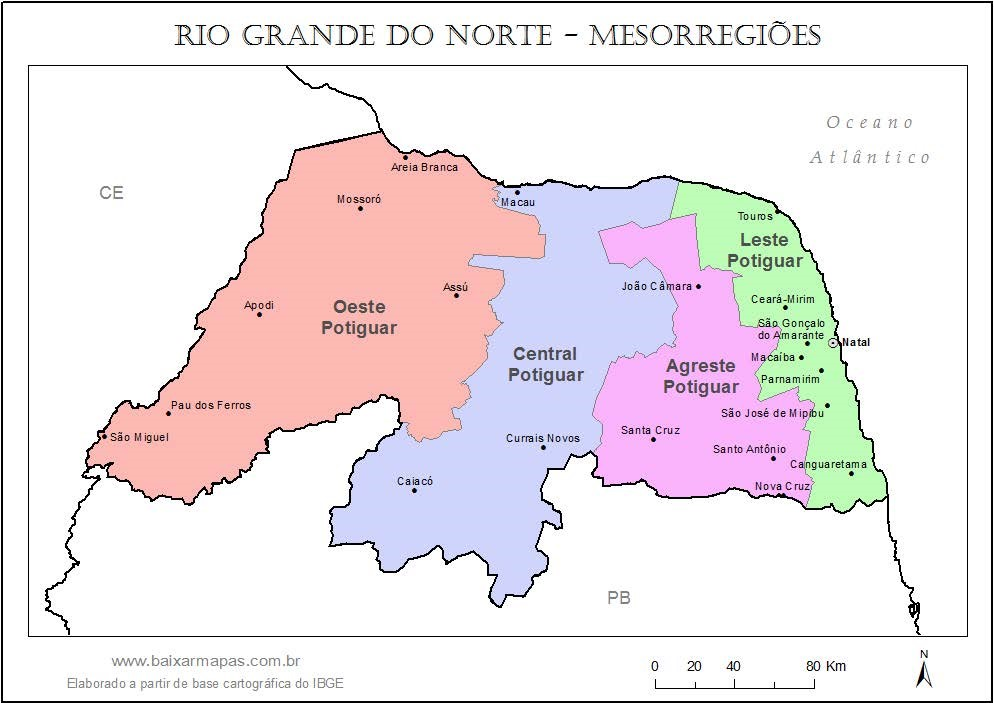 RIO GRANDE DO NORTE - MESORREGIÕES
Oceano
Atlântico
CE
Areia Branca
Mossoró
Macau
Touros
Leste
Potiguar
João Câmara
Assú
Ceará-Mirim
Apodi
Oeste
Potiguar
São Gonçalo
do Amarante
Natal
Central
Potiguar
Macaíba
Agreste
Potiguar
Parnamirim
Pau dos Ferros
São José de Mipibu
São Miguel
Santa Cruz
Currais Novos
Santo Antônio
Canguaretama
Caiacó
Nova Cruz
PB
www.baixarmapas.com.br
Elaborado a partir de base cartográfica do IBGE
0 20 40 80 Km
N